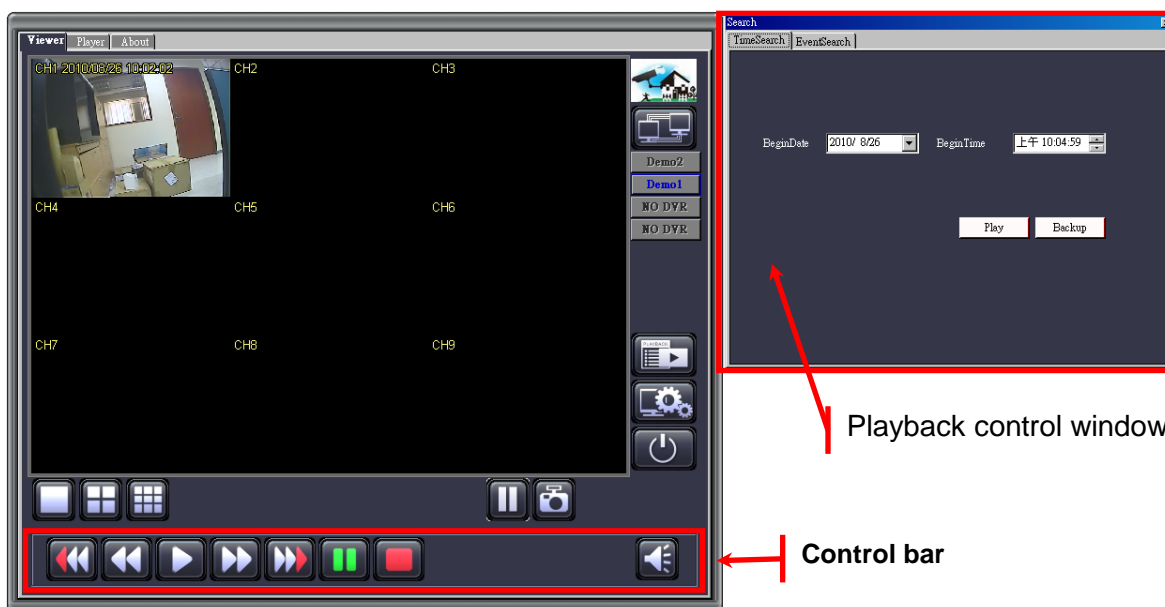 Viewer Player About
CH1 2010/08/26 10:02:02 CH2 CH3
Demo2
Demo1
CH4 CH5 CH6
NO DVR
NO DVR
CH7 CH8 CH9
PLAYBACK
Search
TimeSearch EventSearch
BeginDate 2010/ 8/26 BeginTime 上午 10:04:59
Play Backup
Playback control window
Control bar